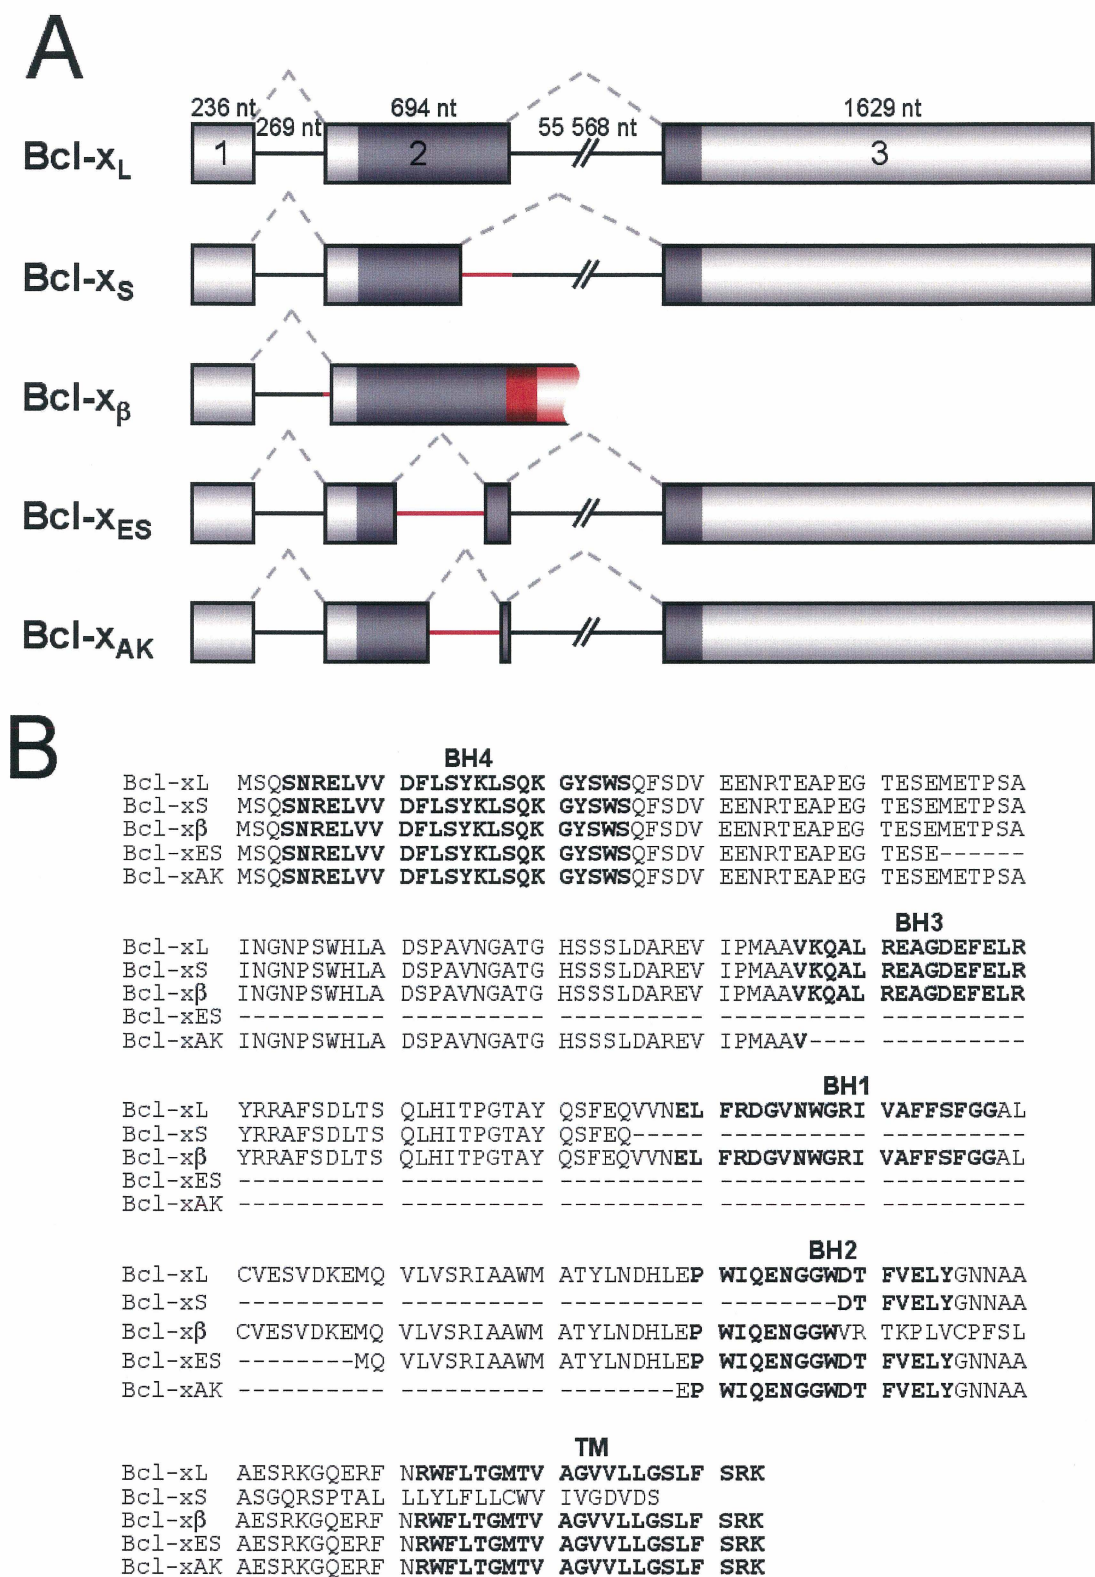 A
236 nt 694 nt 1629 nt
269 nt 55 568 nt
Bcl-xL 1 2 3
Bcl-xS
Bcl-xβ
Bcl-xES
Bcl-xAK
B
BH4
Bcl-xL MSQSNRELVV DFLSYKLSQK GYSWSQFSDV EENRTEAPEG TESEMETPSA
Bcl-xS MSQSNRELVV DFLSYKLSQK GYSWSQFSDV EENRTEAPEG TESEMETPSA
Bcl-xβ MSQSNRELVV DFLSYKLSQK GYSWSQFSDV EENRTEAPEG TESEMETPSA
Bcl-xES MSQSNRELVV DFLSYKLSQK GYSWSQFSDV EENRTEAPEG TESE------
Bcl-xAK MSQSNRELVV DFLSYKLSQK GYSWSQFSDV EENRTEAPEG TESEMETPSA
BH3
Bcl-xL INGNPSWHLA DSPAVNGATG HSSSLDAREV IPMAAVKQAL REAGDEFELR
Bcl-xS INGNPSWHLA DSPAVNGATG HSSSLDAREV IPMAAVKQAL REAGDEFELR
Bcl-xβ INGNPSWHLA DSPAVNGATG HSSSLDAREV IPMAAVKQAL REAGDEFELR
Bcl-xES ---------- ---------- ---------- ---------- ----------
Bcl-xAK INGNPSWHLA DSPAVNGATG HSSSLDAREV IPMAAV---- ----------
BH1
Bcl-xL YRRAFSDLTS QLHITPGTAY QSFEQVVNEL FRDGVNWGRI VAFFSFGGAL
Bcl-xS YRRAFSDLTS QLHITPGTAY QSFEQ----- ---------- ----------
Bcl-xβ YRRAFSDLTS QLHITPGTAY QSFEQVVNEL FRDGVNWGRI VAFFSFGGAL
Bcl-xES ---------- ---------- ---------- ---------- ----------
Bcl-xAK ---------- ---------- ---------- ---------- ----------
BH2
Bcl-xL CVESVDKEMQ VLVSRIAAWM ATYLNDHLEP WIQENGGWDT FVELYGNNAA
Bcl-xS ---------- ---------- ---------- --------DT FVELYGNNAA
Bcl-xβ CVESVDKEMQ VLVSRIAAWM ATYLNDHLEP WIQENGGWVR TKPLVCPFSL
Bcl-xES --------MQ VLVSRIAAWM ATYLNDHLEP WIQENGGWDT FVELYGNNAA
Bcl-xAK ---------- ---------- --------EP WIQENGGWDT FVELYGNNAA
TM
Bcl-xL AESRKGQERF NRWFLTGMTV AGVVLLGSLF SRK
Bcl-xS ASGQRSPTAL LLYLFLLCWV IVGDVDS
Bcl-xβ AESRKGQERF NRWFLTGMTV AGVVLLGSLF SRK
Bcl-xES AESRKGQERF NRWFLTGMTV AGVVLLGSLF SRK
Bcl-xAK AESRKGQERF NRWFLTGMTV AGVVLLGSLF SRK